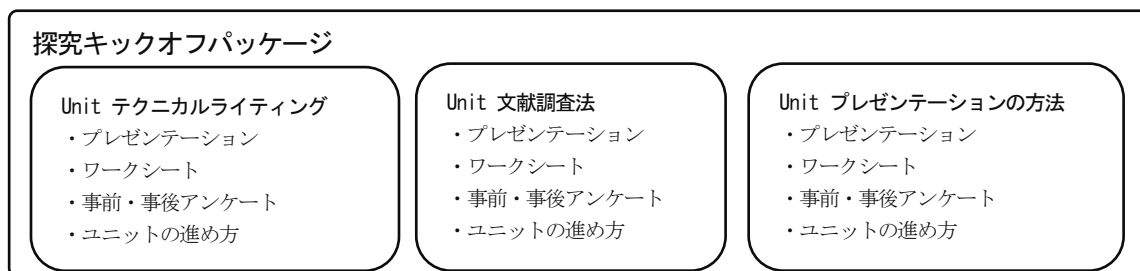 探究キックオフパッケージ
Unit テクニカルライティング
・プレゼンテーション
・ワークシート
・事前・事後アンケート
・ユニットの進め方
Unit 文献調査法
・プレゼンテーション
・ワークシート
・事前・事後アンケート
・ユニットの進め方
Unit プレゼンテーションの方法
・プレゼンテーション
・ワークシート
・事前・事後アンケート
・ユニットの進め方